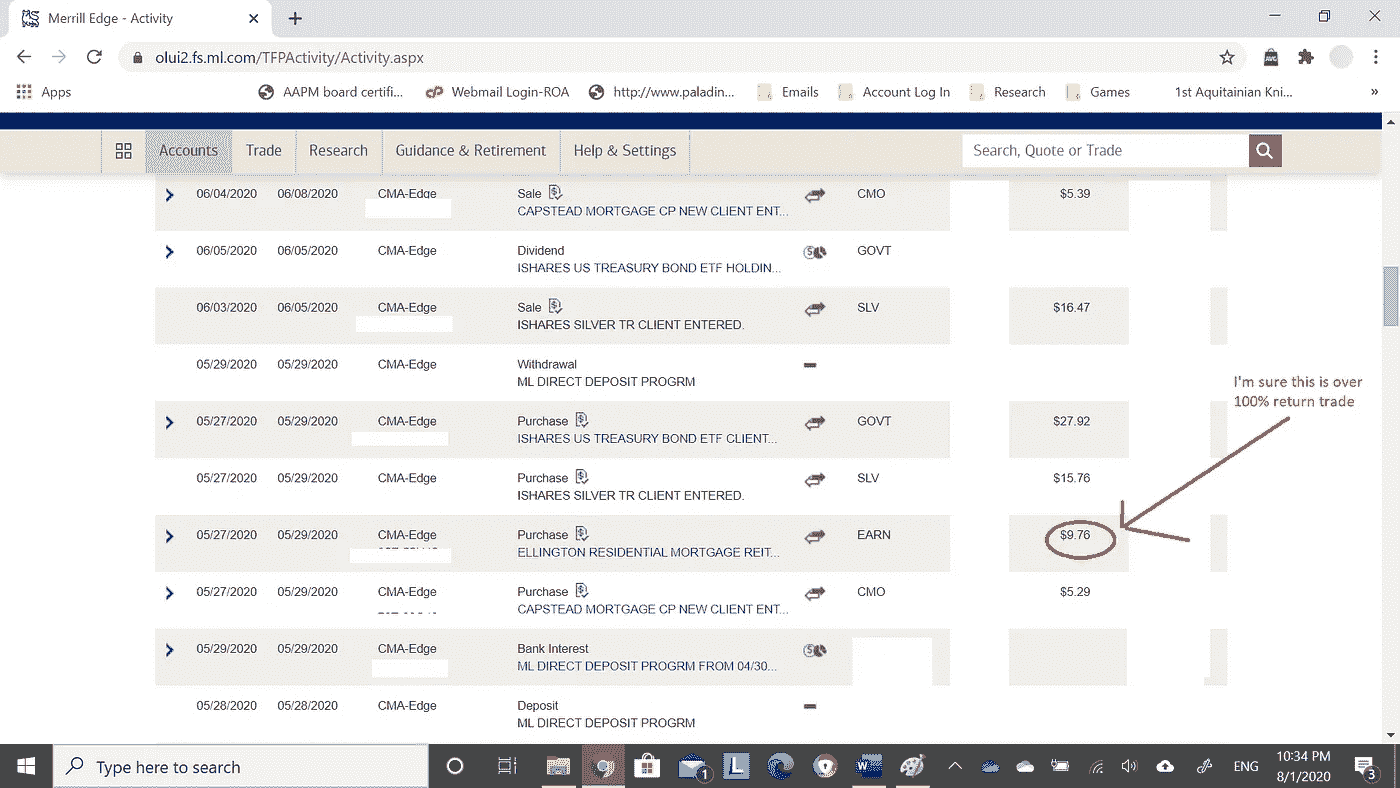 Merrill Edge - Activity
olui2.fs.ml.com/TFPActivity/Activity.aspx
Apps AAPM board certifi... Webmail Login-ROA http://www.paladin... Emails Account Log In Research Games 1st Aquitainian Kni... »
Accounts Trade Research Guidance & Retirement Help & Settings Search, Quote or Trade
06/04/2020 06/08/2020 CMA-Edge Sale CMO $5.39
CAPSTEAD MORTGAGE CP NEW CLIENT ENT...
06/05/2020 06/05/2020 CMA-Edge Dividend GOVT
ISHARES US TREASURY BOND ETF HOLDIN...
06/03/2020 06/05/2020 CMA-Edge Sale SLV $16.47
ISHARES SILVER TR CLIENT ENTERED.
05/29/2020 05/29/2020 CMA-Edge Withdrawal
ML DIRECT DEPOSIT PROGRM
I'm sure this is over
100% return trade
05/27/2020 05/29/2020 CMA-Edge Purchase GOVT $27.92
ISHARES US TREASURY BOND ETF CLIENT...
05/27/2020 05/29/2020 CMA-Edge Purchase SLV $15.76
ISHARES SILVER TR CLIENT ENTERED.
05/27/2020 05/29/2020 CMA-Edge Purchase EARN $9.76
ELLINGTON RESIDENTIAL MORTGAGE REIT...
05/27/2020 05/29/2020 CMA-Edge Purchase CMO $5.29
CAPSTEAD MORTGAGE CP NEW CLIENT ENT...
05/29/2020 05/29/2020 CMA-Edge Bank Interest
ML DIRECT DEPOSIT PROGRM FROM 04/30...
05/28/2020 05/28/2020 CMA-Edge Deposit
ML DIRECT DEPOSIT PROGRM
Type here to search 1 L ENG 10:34 PM
8/1/2020 3